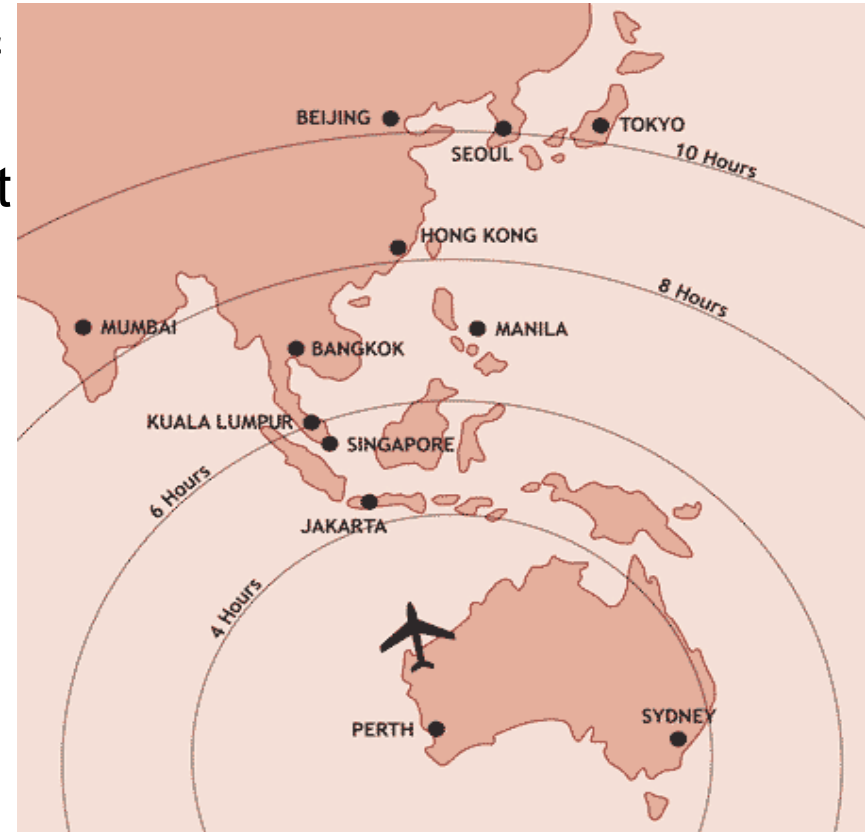 t
BEIJING
TOKYO
SEOUL
10 Hours
HONG KONG
8 Hours
MUMBAI
MANILA
BANGKOK
KUALA LUMPUR
SINGAPORE
6 Hours
JAKARTA
4 Hours
SYDNEY
PERTH